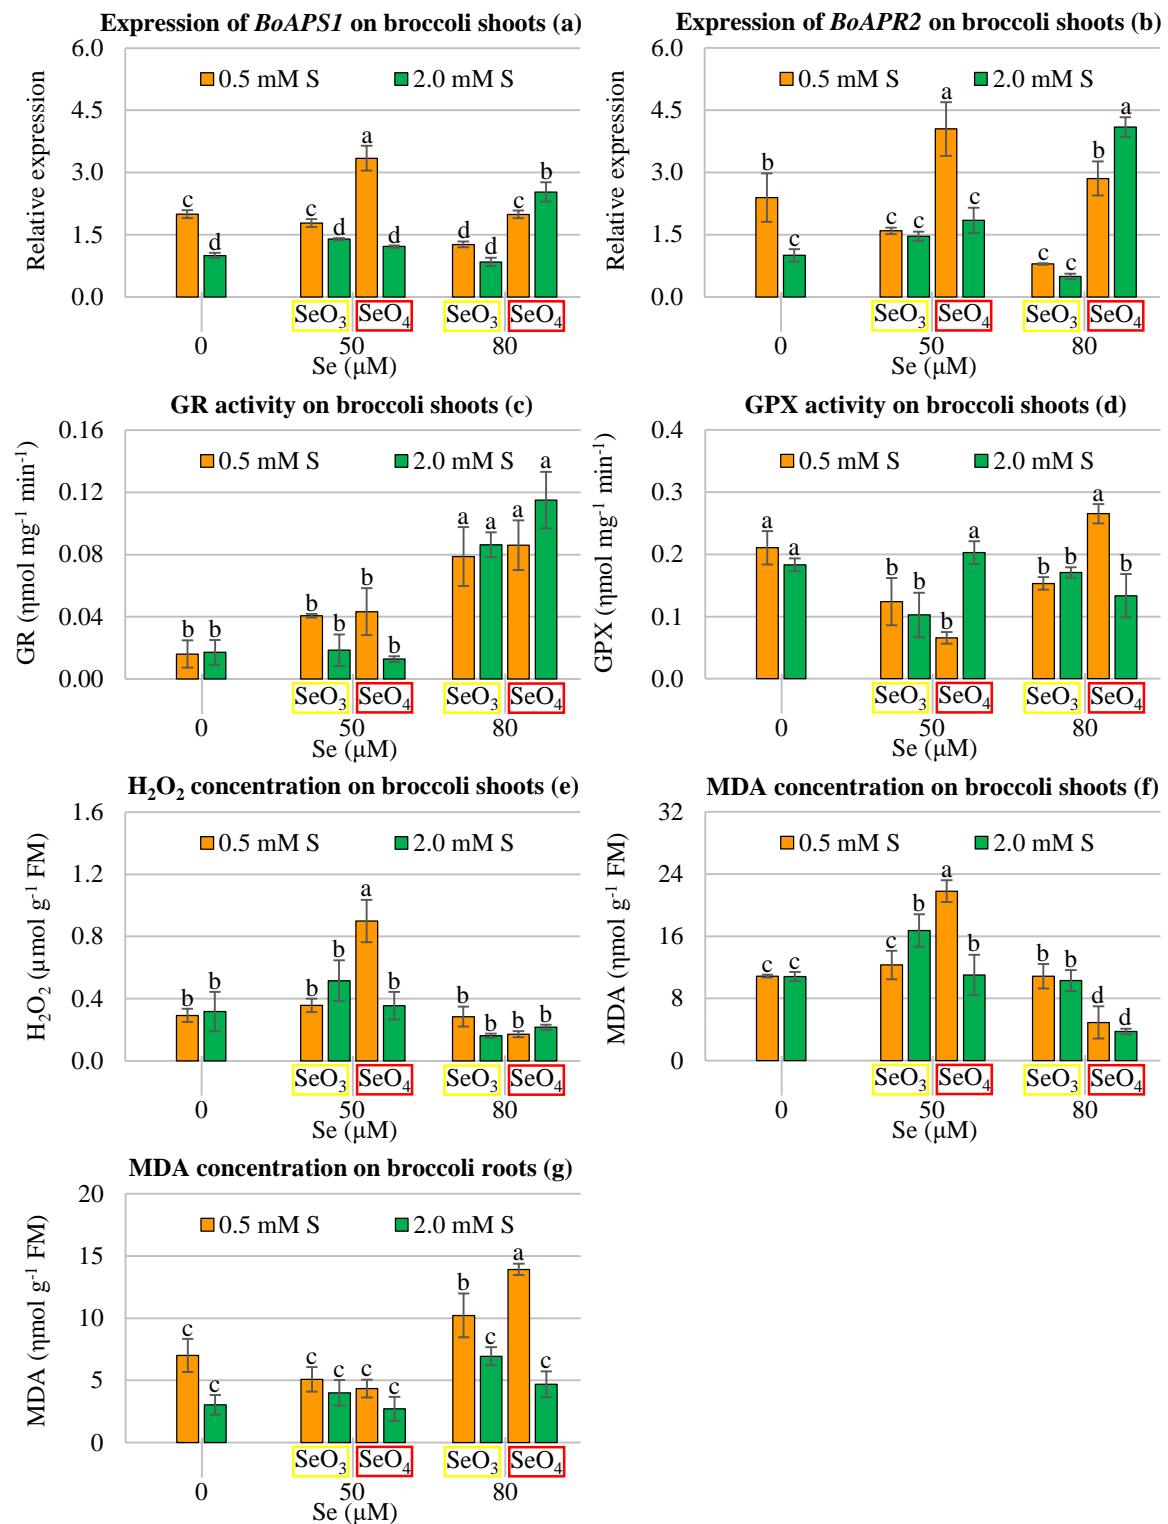 Expression of BoAPS1 on broccoli shoots (a)
Relative expression
6.0
4.5
3.0
1.5
0.0
0.5 mM S
2.0 mM S
c
d
c
d
a
d
c
d
c
b
SeO3
SeO4
SeO3
SeO4
0
50
80
Se (μM)
Expression of BoAPR2 on broccoli shoots (b)
Relative expression
6.0
4.5
3.0
1.5
0.0
0.5 mM S
2.0 mM S
b
c
c
c
a
c
c
c
b
a
SeO3
SeO4
SeO3
SeO4
0
50
80
Se (μM)
GR activity on broccoli shoots (c)
GR (ηmol mg-1 min-1)
0.16
0.12
0.08
0.04
0.00
0.5 mM S
2.0 mM S
b
b
b
b
b
b
a
a
a
a
SeO3
SeO4
SeO3
SeO4
0
50
80
Se (μM)
GPX activity on broccoli shoots (d)
GPX (ηmol mg-1 min-1)
0.4
0.3
0.2
0.1
0.0
0.5 mM S
2.0 mM S
a
a
b
b
b
a
b
b
a
b
SeO3
SeO4
SeO3
SeO4
0
50
80
Se (μM)
H2O2 concentration on broccoli shoots (e)
H2O2 (μmol g-1 FM)
1.6
1.2
0.8
0.4
0.0
0.5 mM S
2.0 mM S
b
b
b
b
a
b
b
b
b
b
SeO3
SeO4
SeO3
SeO4
0
50
80
Se (μM)
MDA concentration on broccoli shoots (f)
MDA (ηmol g-1 FM)
32
24
16
8
0
0.5 mM S
2.0 mM S
c
c
c
b
a
b
b
b
d
d
SeO3
SeO4
SeO3
SeO4
0
50
80
Se (μM)
MDA concentration on broccoli roots (g)
MDA (ηmol g-1 FM)
20
15
10
5
0
0.5 mM S
2.0 mM S
c
c
c
c
c
c
b
c
a
c
SeO3
SeO4
SeO3
SeO4
0
50
80
Se (μM)